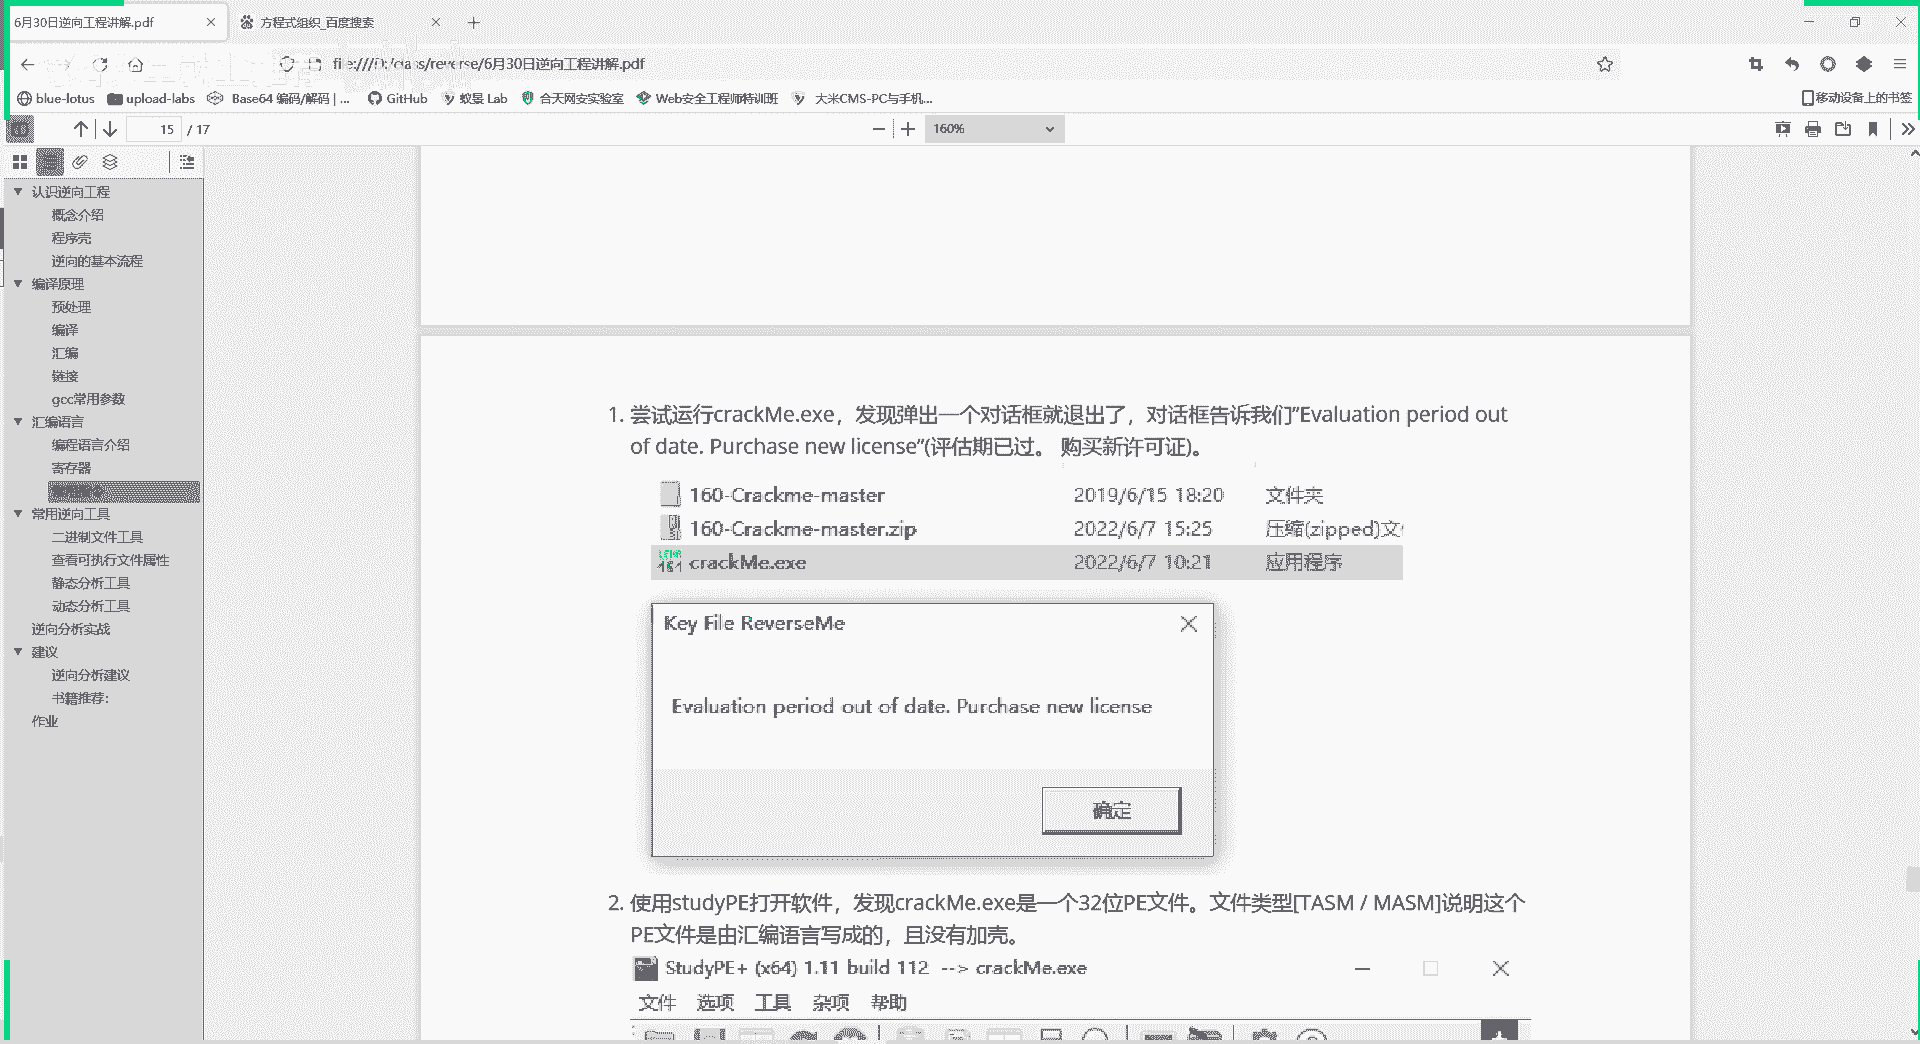 6月30日逆向工程讲解.pdf
方程式组织_百度搜索
file:///D:/class/reverse/6月30日逆向工程讲解.pdf
blue-lotus
upload-labs
Base64 编码/解码 | ...
GitHub
蚁景 Lab
合天网安实验室
Web安全工程师特训班
大米CMS-PC与手机...
移动设备上的书签
15 / 17
160%
认识逆向工程
概念介绍
程序壳
逆向的基本流程
编译原理
预处理
编译
汇编
链接
gcc常用参数
汇编语言
编程语言介绍
寄存器
常用逆向工具
二进制文件工具
查看可执行文件属性
静态分析工具
动态分析工具
逆向分析实战
建议
逆向分析建议
书籍推荐：
作业
1. 尝试运行crackMe.exe，发现弹出一个对话框就退出了，对话框告诉我们”Evaluation period out
of date. Purchase new license”(评估期已过。 购买新许可证)。
160-Crackme-master 2019/6/15 18:20 文件夹
160-Crackme-master.zip 2022/6/7 15:25 压缩(zipped)文
crackMe.exe 2022/6/7 10:21 应用程序
Key File ReverseMe
Evaluation period out of date. Purchase new license
确定
2. 使用studyPE打开软件，发现crackMe.exe是一个32位PE文件。文件类型[TASM / MASM]说明这个
PE文件是由汇编语言写成的，且没有加壳。
StudyPE+ (x64) 1.11 build 112 --> crackMe.exe
文件 选项 工具 杂项 帮助